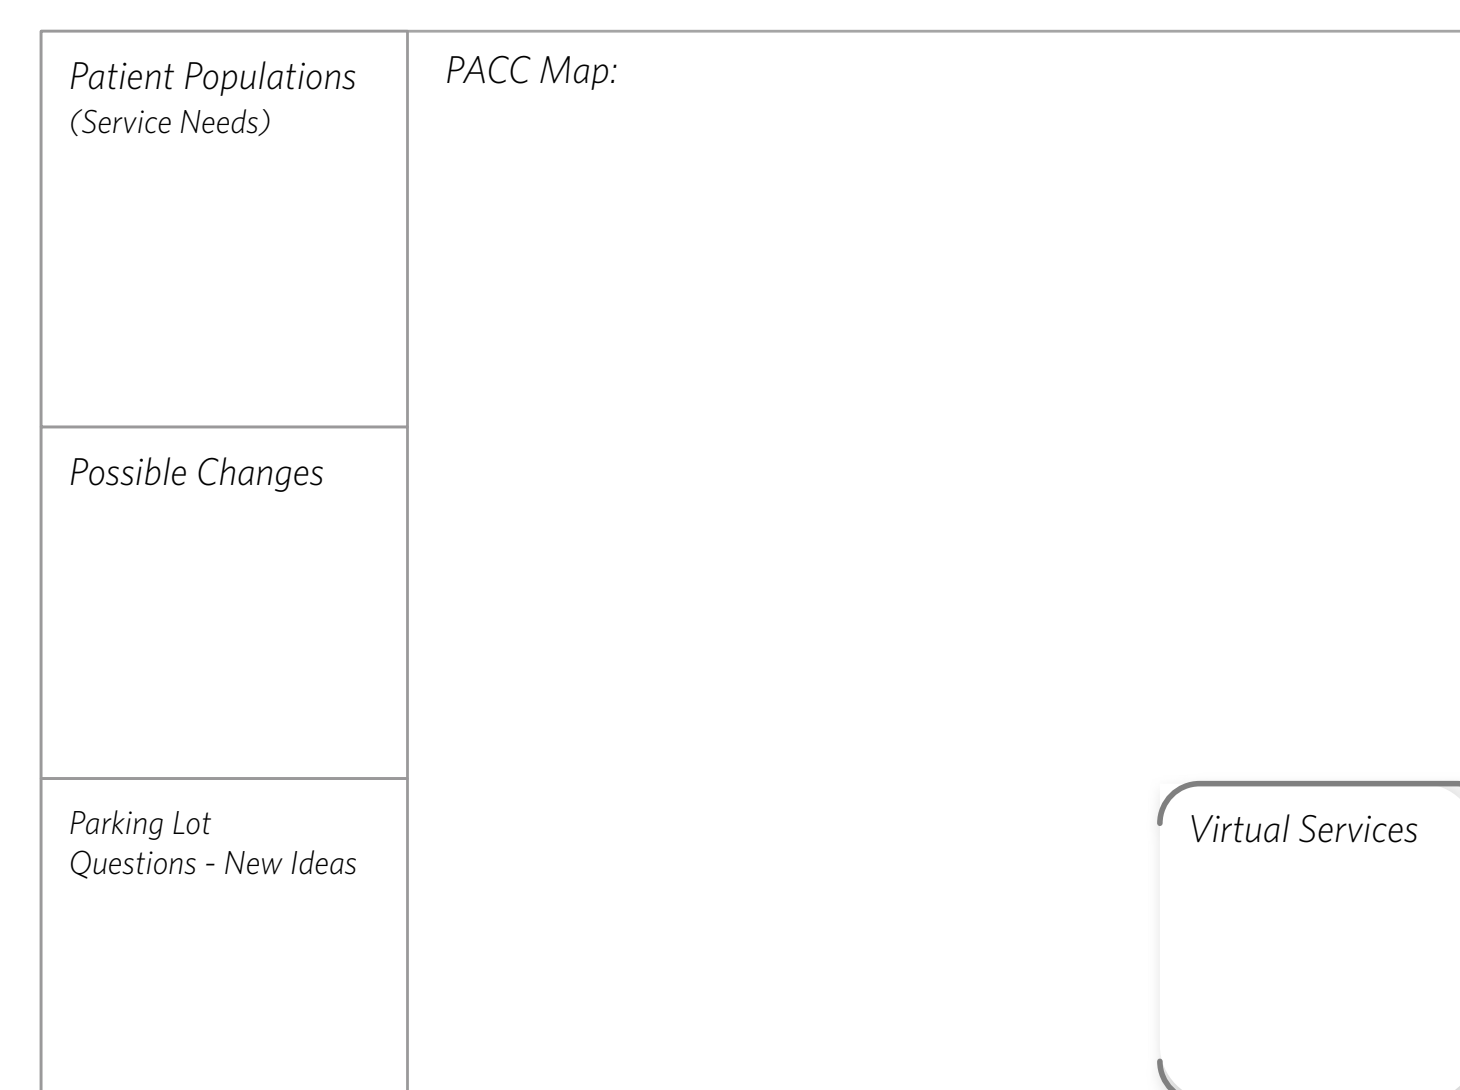 Patient Populations
(Service Needs)
PACC Map:
Possible Changes
Parking Lot
Questions - New Ideas
Virtual Services